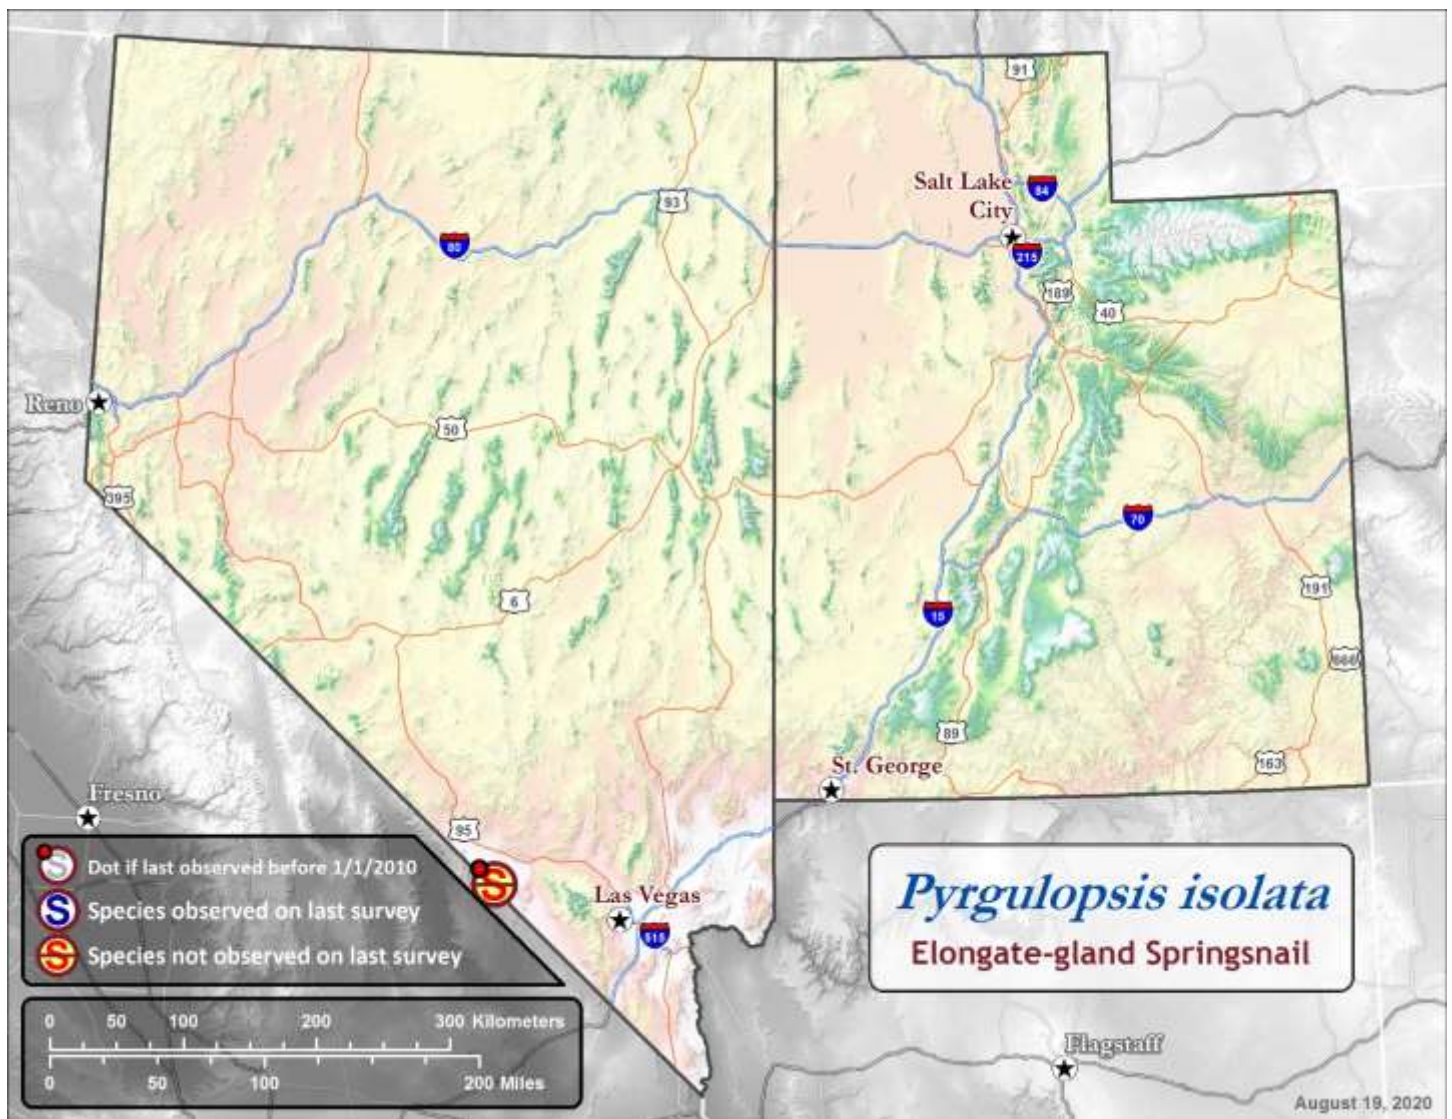 91
Salt Lake
City
84
93
80
215
189
40
Reno
50
395
70
6
191
15
666
89
163
St. George
Fresno
95
S
Dot if last observed before 1/1/2010
S
Species observed on last survey
S
Species not observed on last survey
S
Las Vegas
515
Pyrgulopsis isolata
Elongate-gland Springsnail
0 50 100 200 300 Kilometers
0 50 100 200 Miles
Flagstaff
August 19, 2020